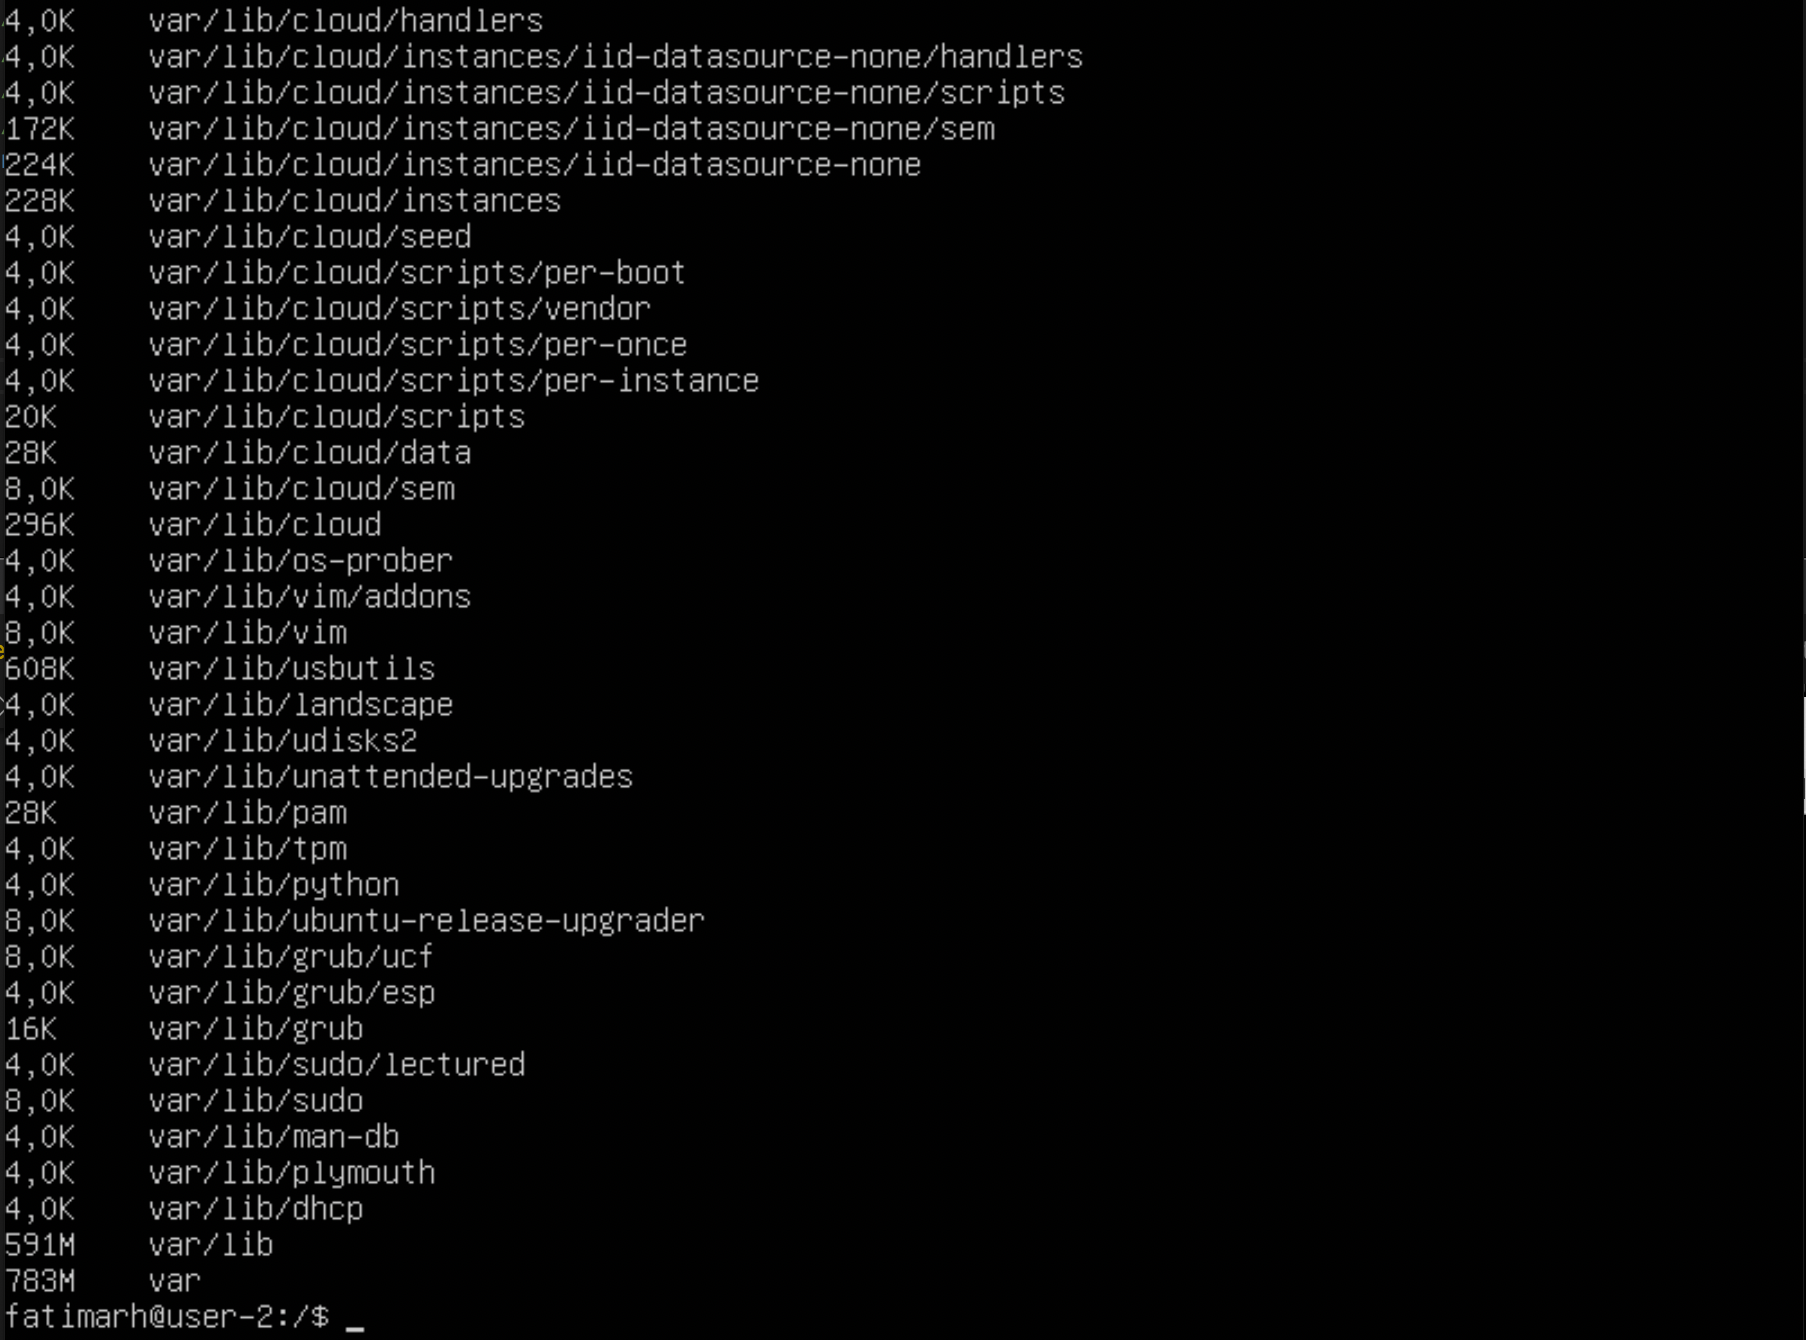 4,0K var/lib/cloud/handlers
4,0K var/lib/cloud/instances/iid-datasource-none/handlers
4,0K var/lib/cloud/instances/iid-datasource-none/scripts
172K var/lib/cloud/instances/iid-datasource-none/sem
224K var/lib/cloud/instances/iid-datasource-none
228K var/lib/cloud/instances
4,0K var/lib/cloud/seed
4,0K var/lib/cloud/scripts/per-boot
4,0K var/lib/cloud/scripts/vendor
4,0K var/lib/cloud/scripts/per-once
4,0K var/lib/cloud/scripts/per-instance
20K var/lib/cloud/scripts
28K var/lib/cloud/data
8,0K var/lib/cloud/sem
296K var/lib/cloud
4,0K var/lib/os-prober
4,0K var/lib/vim/addons
8,0K var/lib/vim
608K var/lib/usbutils
4,0K var/lib/landscape
4,0K var/lib/udisks2
4,0K var/lib/unattended-upgrades
28K var/lib/pam
4,0K var/lib/tpm
4,0K var/lib/python
8,0K var/lib/ubuntu-release-upgrader
8,0K var/lib/grub/ucf
4,0K var/lib/grub/esp
16K var/lib/grub
4,0K var/lib/sudo/lectured
8,0K var/lib/sudo
4,0K var/lib/man-db
4,0K var/lib/plymouth
4,0K var/lib/dhcp
591M var/lib
783M var
fatimarh@user-2:/$ _